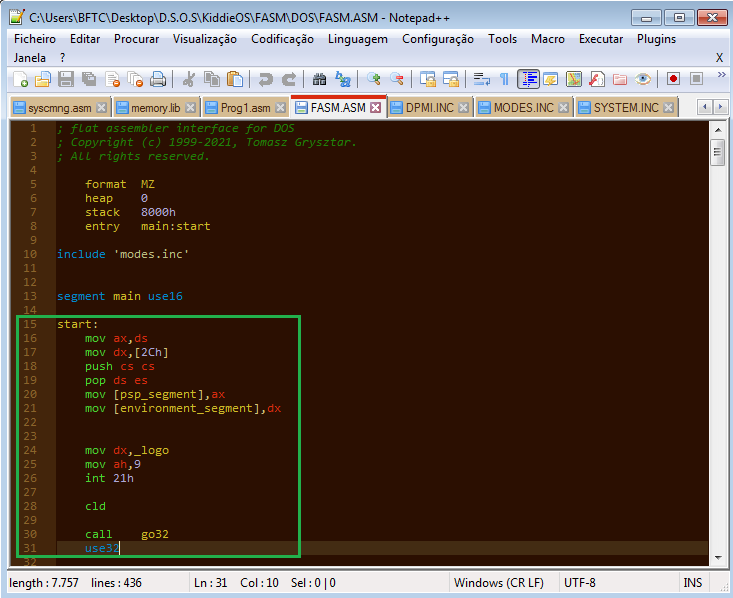 C:\Users\BFTC\Desktop\D.S.O.S\KiddieOS\FASM\DOS\FASM.ASM - Notepad++
Ficheiro Editar Procurar Visualização Codificação Linguagem Configuração Tools Macro Executar Plugins
Janela ? X
syscmng.asm memory.lib Prog1.asm FASM.ASM DPMI.INC MODES.INC SYSTEM.INC
1 ; flat assembler interface for DOS
2 ; Copyright (c) 1999-2021, Tomasz Grysztar.
3 ; All rights reserved.
4
5 format MZ
6 heap 0
7 stack 8000h
8 entry main:start
9
10 include 'modes.inc'
11
12
13 segment main use16
14
15 start:
16 mov ax,ds
17 mov dx,[2Ch]
18 push cs cs
19 pop ds es
20 mov [psp_segment],ax
21 mov [environment_segment],dx
22
23
24 mov dx,_logo
25 mov ah,9
26 int 21h
27
28 cld
29
30 call go32
31 use32
32
length : 7.757 lines : 436 Ln : 31 Col : 10 Sel : 0 | 0 Windows (CR LF) UTF-8 INS